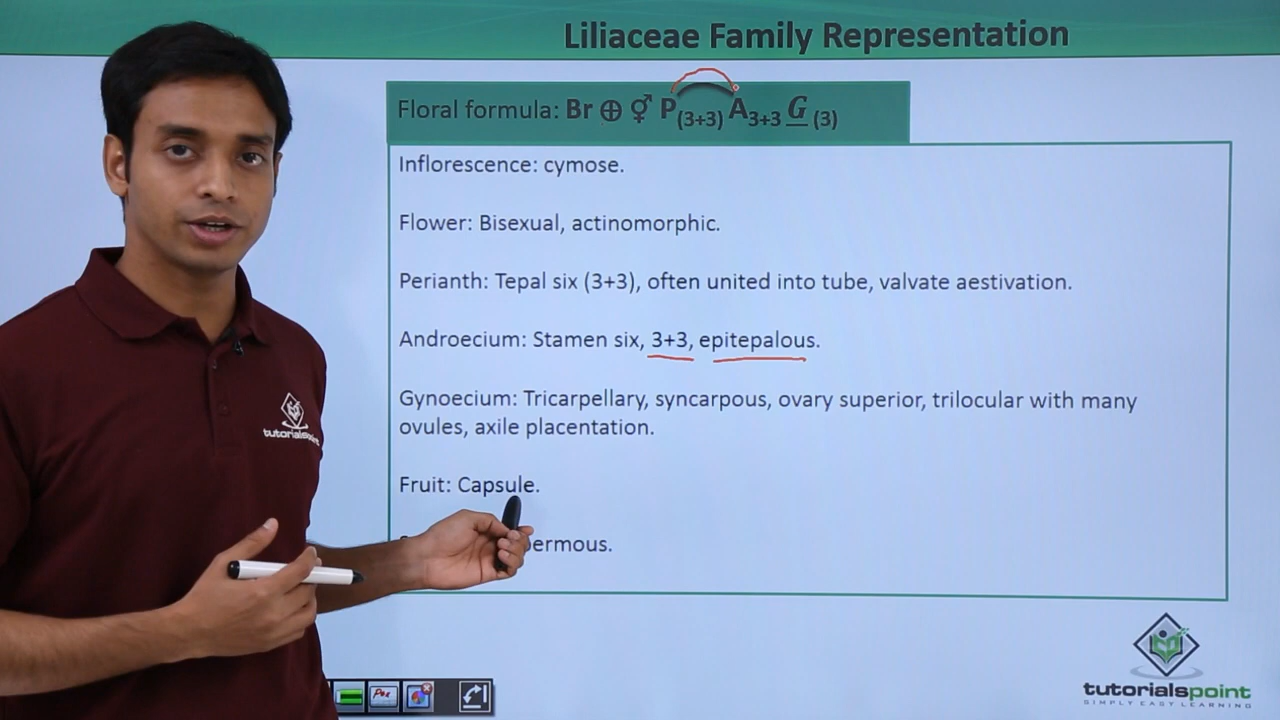 Liliaceae Family Representation
Floral formula: Br ⊕ ⚥ P(3+3) A3+3 G (3)
Inflorescence: cymose.
Flower: Bisexual, actinomorphic.
Perianth: Tepal six (3+3), often united into tube, valvate aestivation.
Androecium: Stamen six, 3+3, epitepalous.
Gynoecium: Tricarpellary, syncarpous, ovary superior, trilocular with many
ovules, axile placentation.
Fruit: Capsule.
tutorialspoint
Pen
tutorialspoint
SIMPLY EASY LEARNING